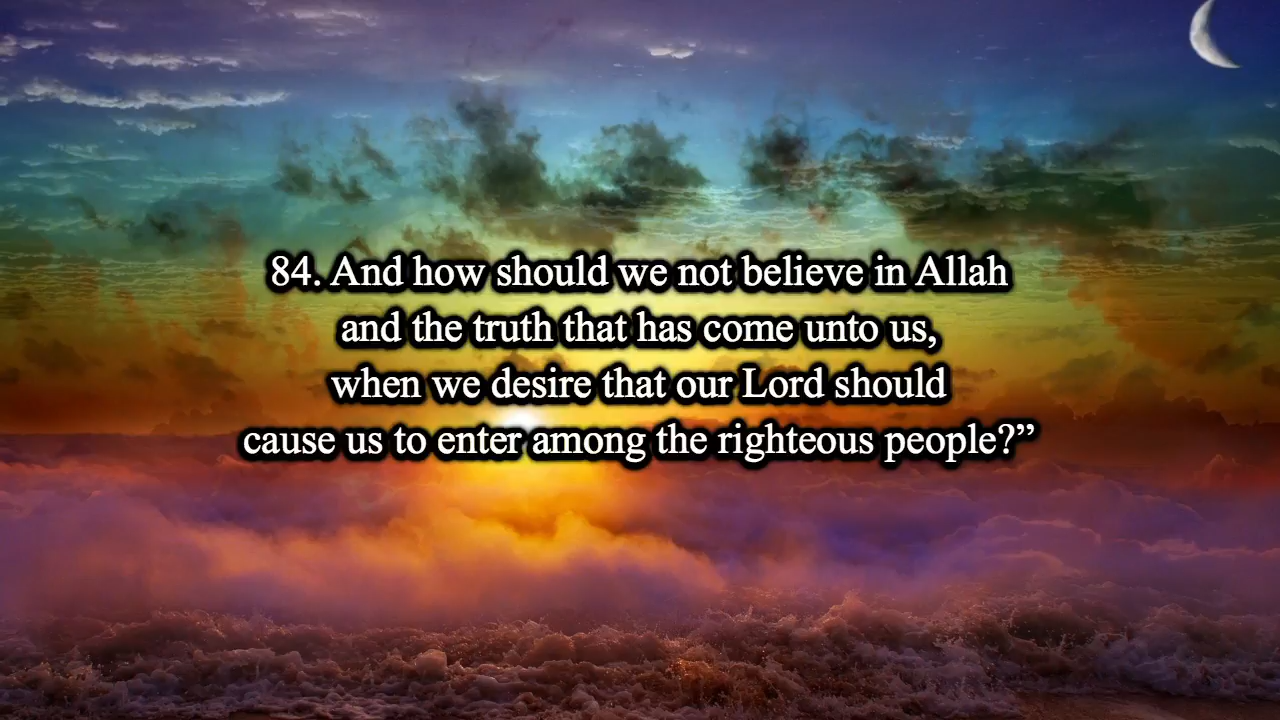 84. And how should we not believe in Allah
and the truth that has come unto us,
when we desire that our Lord should
cause us to enter among the righteous people?”